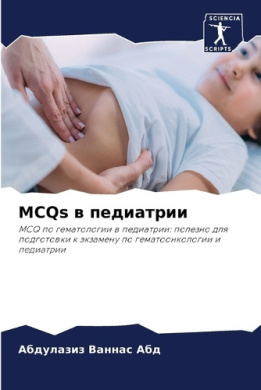 SCIENCIA
SCRIPTS
MCQs в педиатрии
MCQ по гематологии в педиатрии: полезно для
подготовки к экзамену по гематоонкологии и
педиатрии
Абдулазиз Ваннас Абд